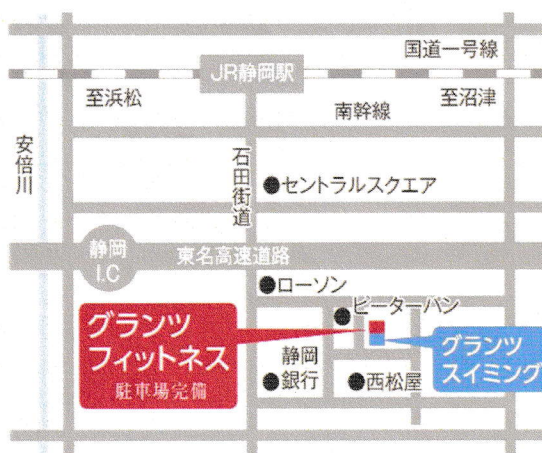 国道一号線
JR静岡駅
至浜松
南幹線
至沼津
安倍川
石田街道
●セントラルスクエア
静岡
I.C
東名高速道路
●ローソン
ピーターパン
グランツ
フィットネス
駐車場完備
グランツ
スイミング
静岡
●銀行
●西松屋